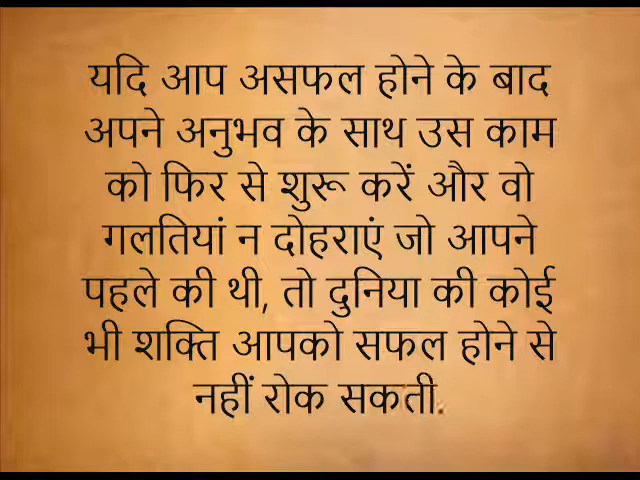 यदि आप असफल होने के बाद
अपने अनुभव के साथ उस काम
को फिर से शुरू करें और वो
गलतियां न दोहराएं जो आपने
पहले की थी, तो दुनिया की कोई
भी शक्ति आपको सफल होने से
नहीं रोक सकती.